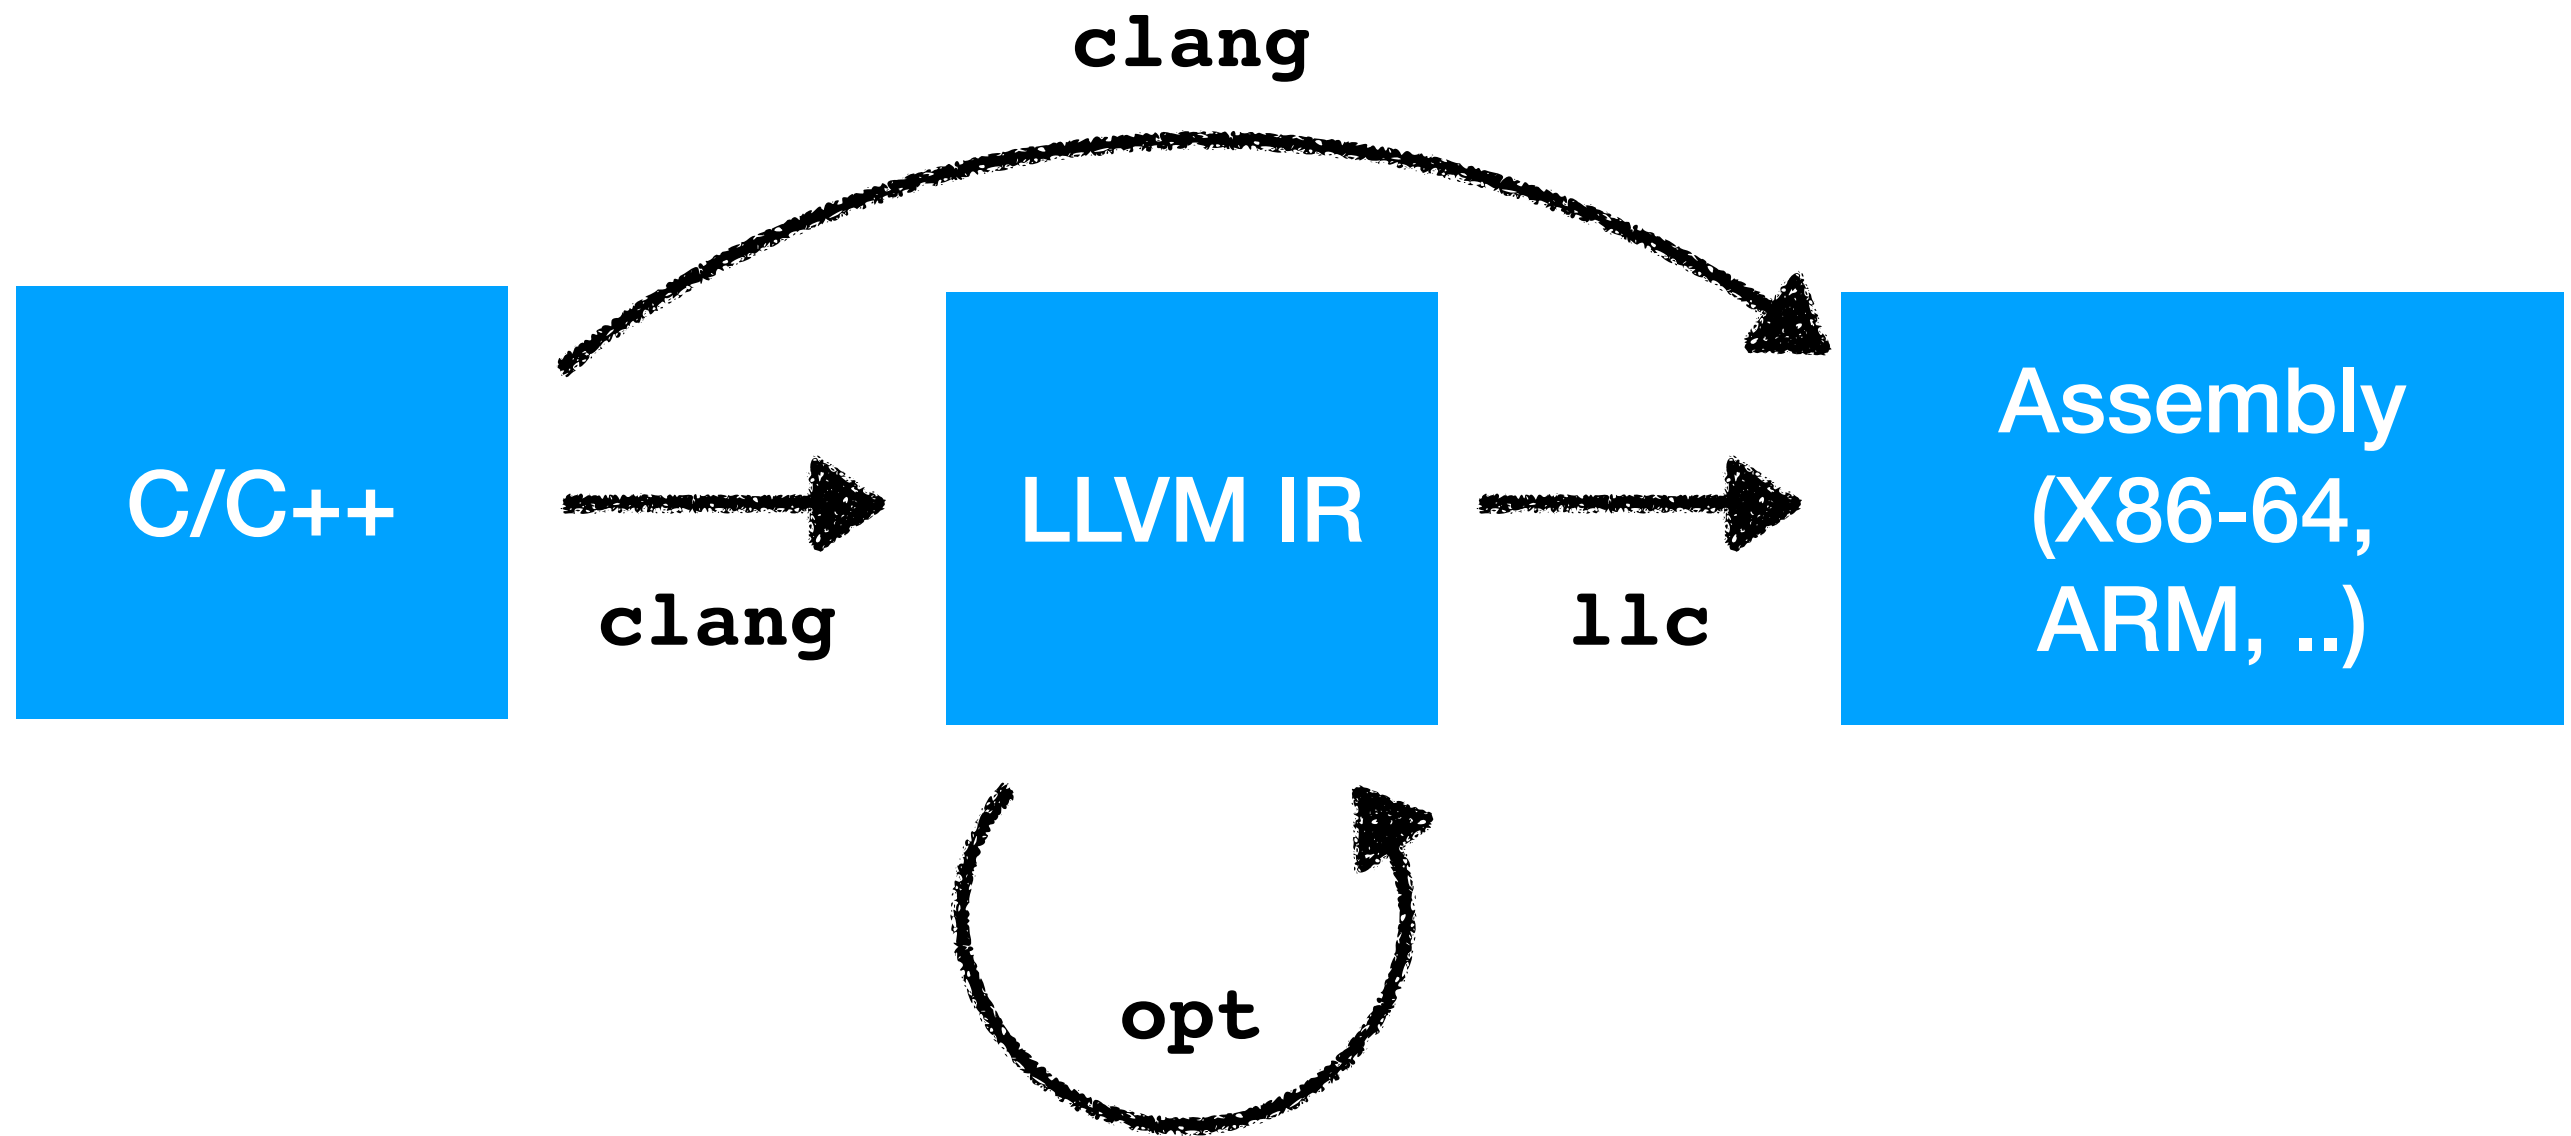 clang
C/C++
clang
LLVM IR
llc
Assembly
(X86-64,
ARM, ..)
opt